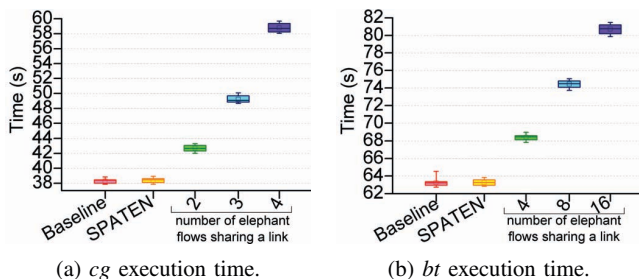 60
58
56
54
52
50
48
46
44
42
40
38
Time (s)
Baseline
SPATEN
2
3
4
number of elephant
flows sharing a link
(a) cg execution time.
82
80
78
76
74
72
70
68
66
64
62
Time (s)
Baseline
SPATEN
4
8
16
number of elephant
flows sharing a link
(b) bt execution time.